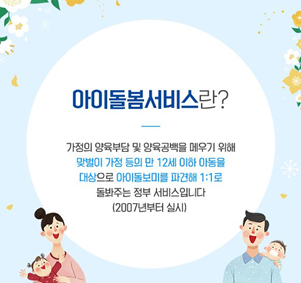 아이돌봄서비스란?
가정의 양육부담 및 양육공백을 메우기 위해
맞벌이 가정 등의 만 12세 이하 아동을
대상으로 아이돌보미를 파견해 1:1로
돌봐주는 정부 서비스입니다
(2007년부터 실시)